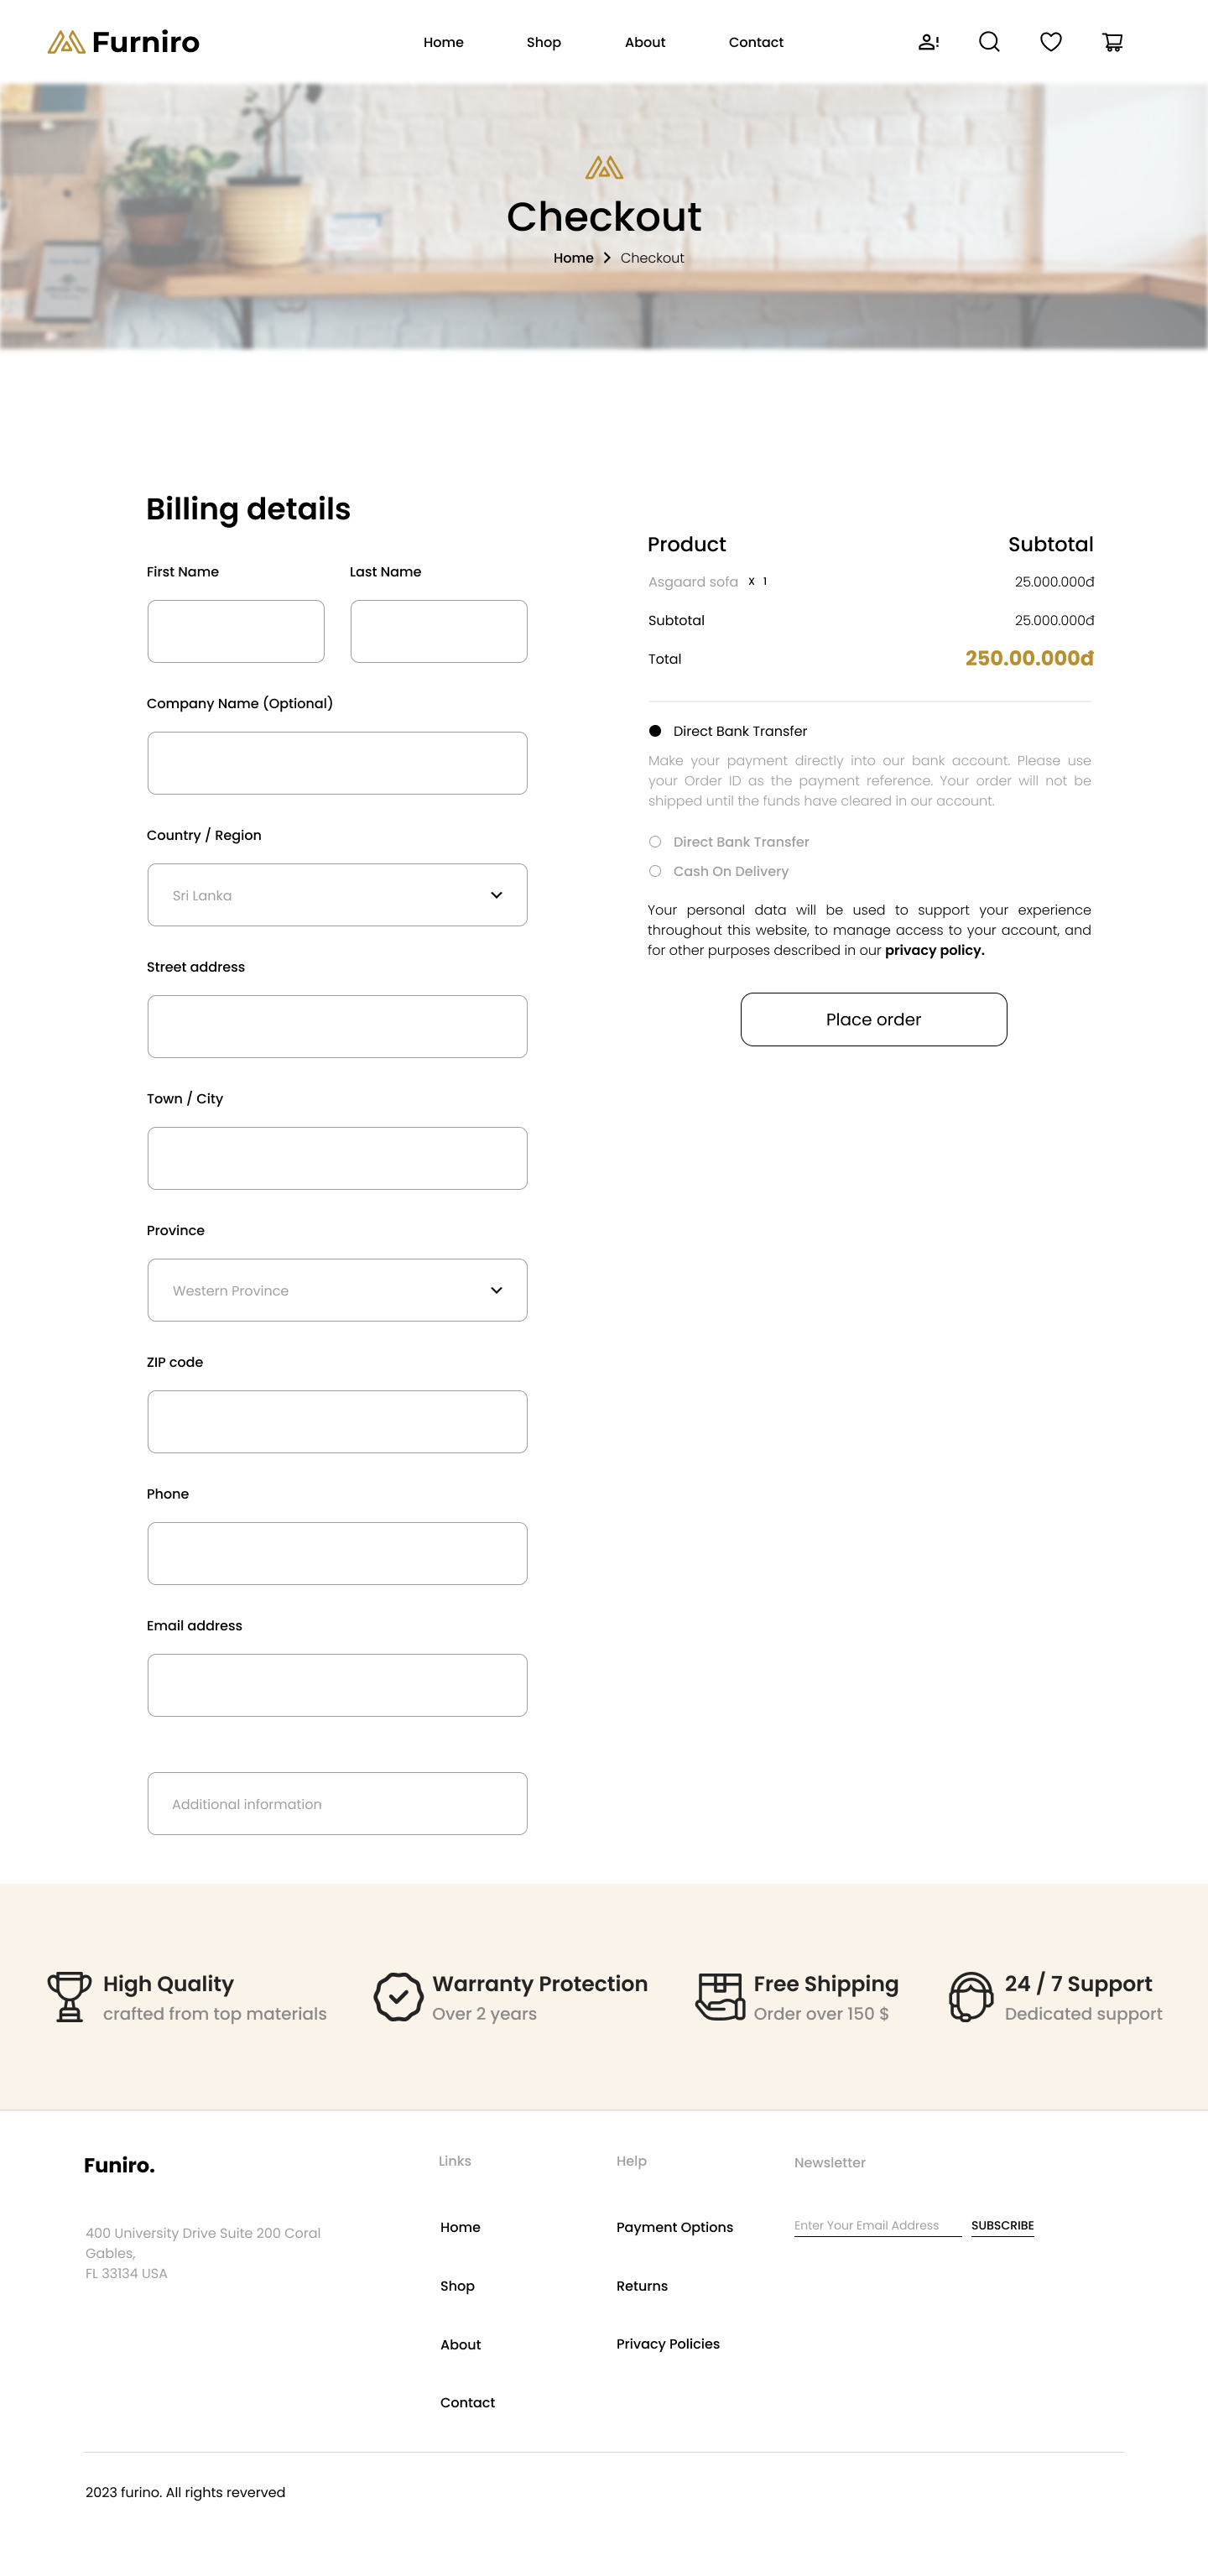 Furniro
Home Shop About Contact
Checkout
Home Checkout
Billing details
First Name Last Name
Company Name (Optional)
Country / Region
Sri Lanka
Street address
Town / City
Province
Western Province
ZIP code
Phone
Email address
Additional information
Product Subtotal
Asgaard sofa X 1 25.000.000đ
Subtotal 25.000.000đ
Total 250.00.000đ
Direct Bank Transfer
Make your payment directly into our bank account. Please use
your Order ID as the payment reference. Your order will not be
shipped until the funds have cleared in our account.
Direct Bank Transfer
Cash On Delivery
Your personal data will be used to support your experience
throughout this website, to manage access to your account, and
for other purposes described in our privacy policy.
Place order
High Quality
crafted from top materials
Warranty Protection
Over 2 years
Free Shipping
Order over 150 $
24 / 7 Support
Dedicated support
Funiro.
400 University Drive Suite 200 Coral
Gables,
FL 33134 USA
Links
Home
Shop
About
Contact
Help
Payment Options
Returns
Privacy Policies
Newsletter
Enter Your Email Address SUBSCRIBE
2023 furino. All rights reverved